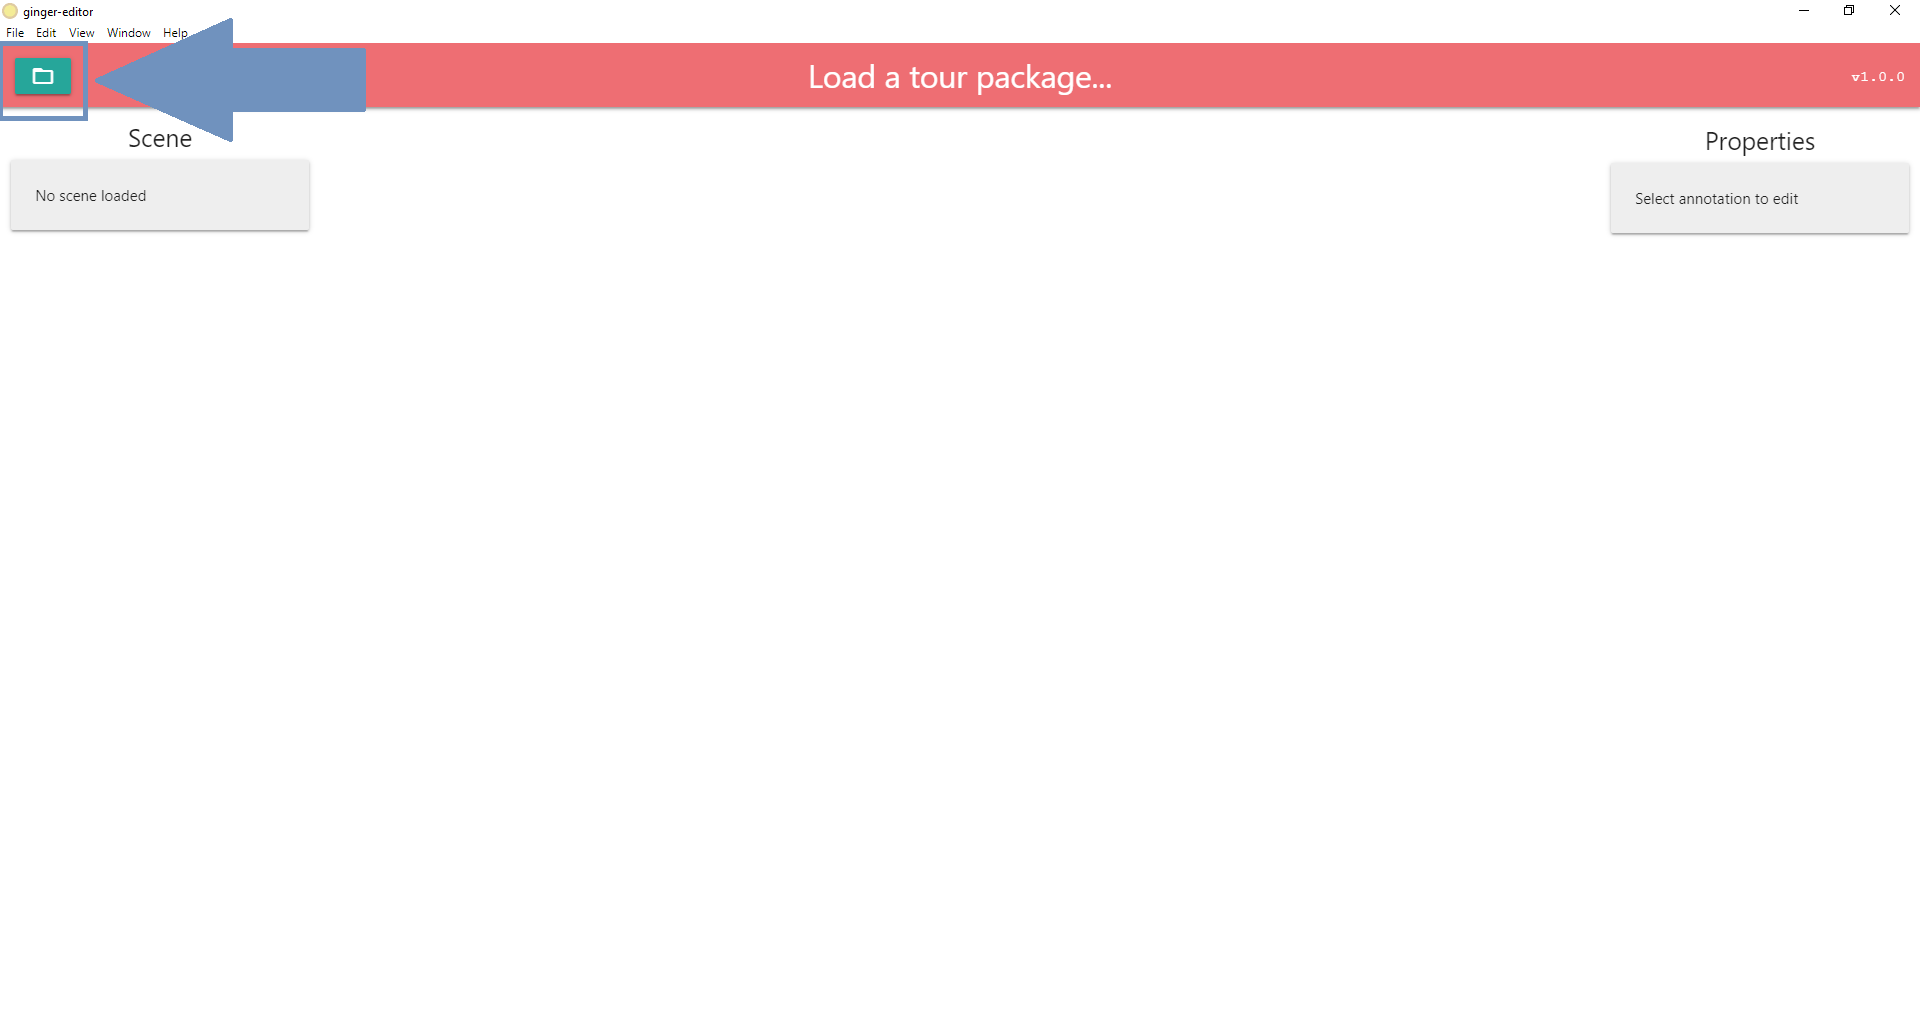 ginger-editor
File Edit View Window Help
Load a tour package...
v1.0.0
Scene
No scene loaded
Properties
Select annotation to edit